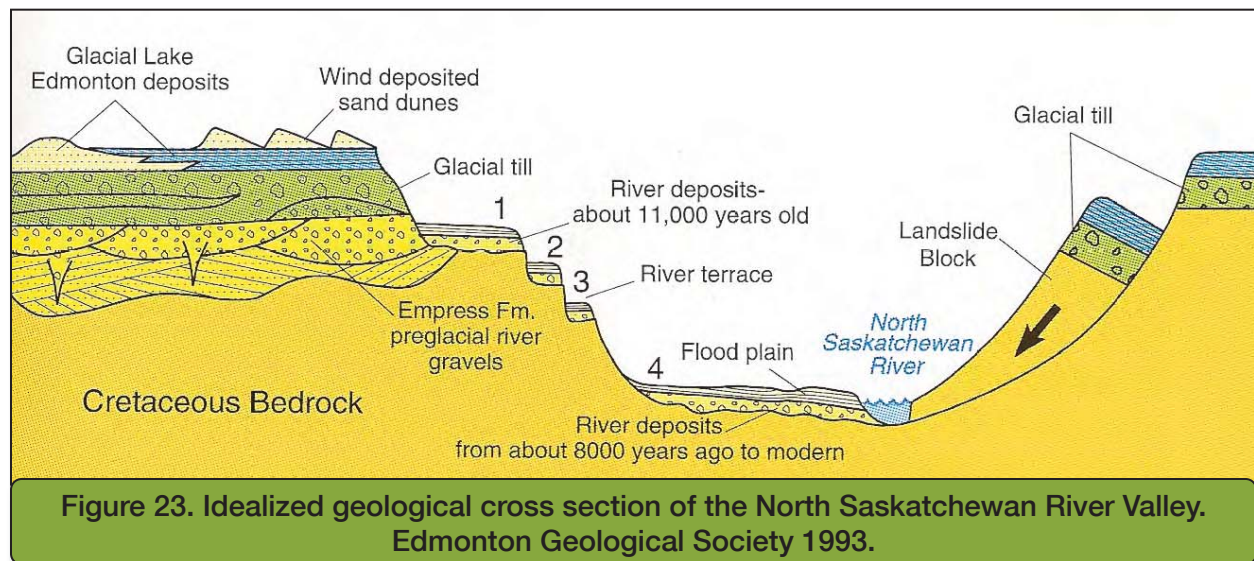 Glacial Lake
Edmonton deposits
Wind deposited
sand dunes
Glacial till
Glacial till
1
River deposits-
about 11,000 years old
2
3
River terrace
Landslide
Block
Empress Fm.
preglacial river
gravels
North
Saskatchewan
River
4
Flood plain
Cretaceous Bedrock
River deposits
from about 8000 years ago to modern
Figure 23. Idealized geological cross section of the North Saskatchewan River Valley.
Edmonton Geological Society 1993.